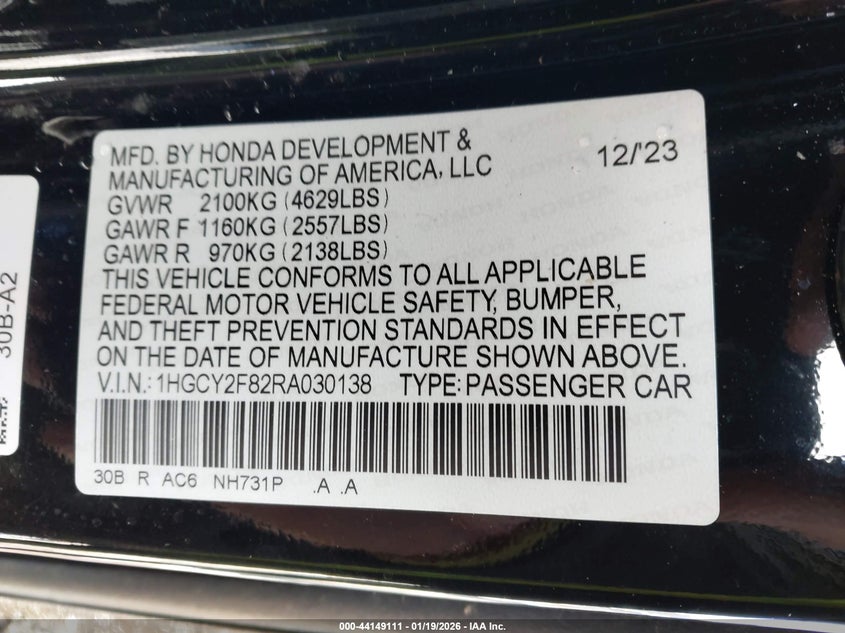 MFD. BY HONDA DEVELOPMENT &
MANUFACTURING OF AMERICA, LLC 12/'23
GVWR 2100KG (4629LBS)
GAWR F 1160KG (2557LBS)
GAWR R 970KG (2138LBS)
THIS VEHICLE CONFORMS TO ALL APPLICABLE
FEDERAL MOTOR VEHICLE SAFETY, BUMPER,
AND THEFT PREVENTION STANDARDS IN EFFECT
ON THE DATE OF MANUFACTURE SHOWN ABOVE.
V.I.N.: 1HGCY2F82RA030138 TYPE: PASSENGER CAR
30B R AC6 NH731P .A .A
30B-A2
000-44149111 - 01/19/2026 - IAA Inc.